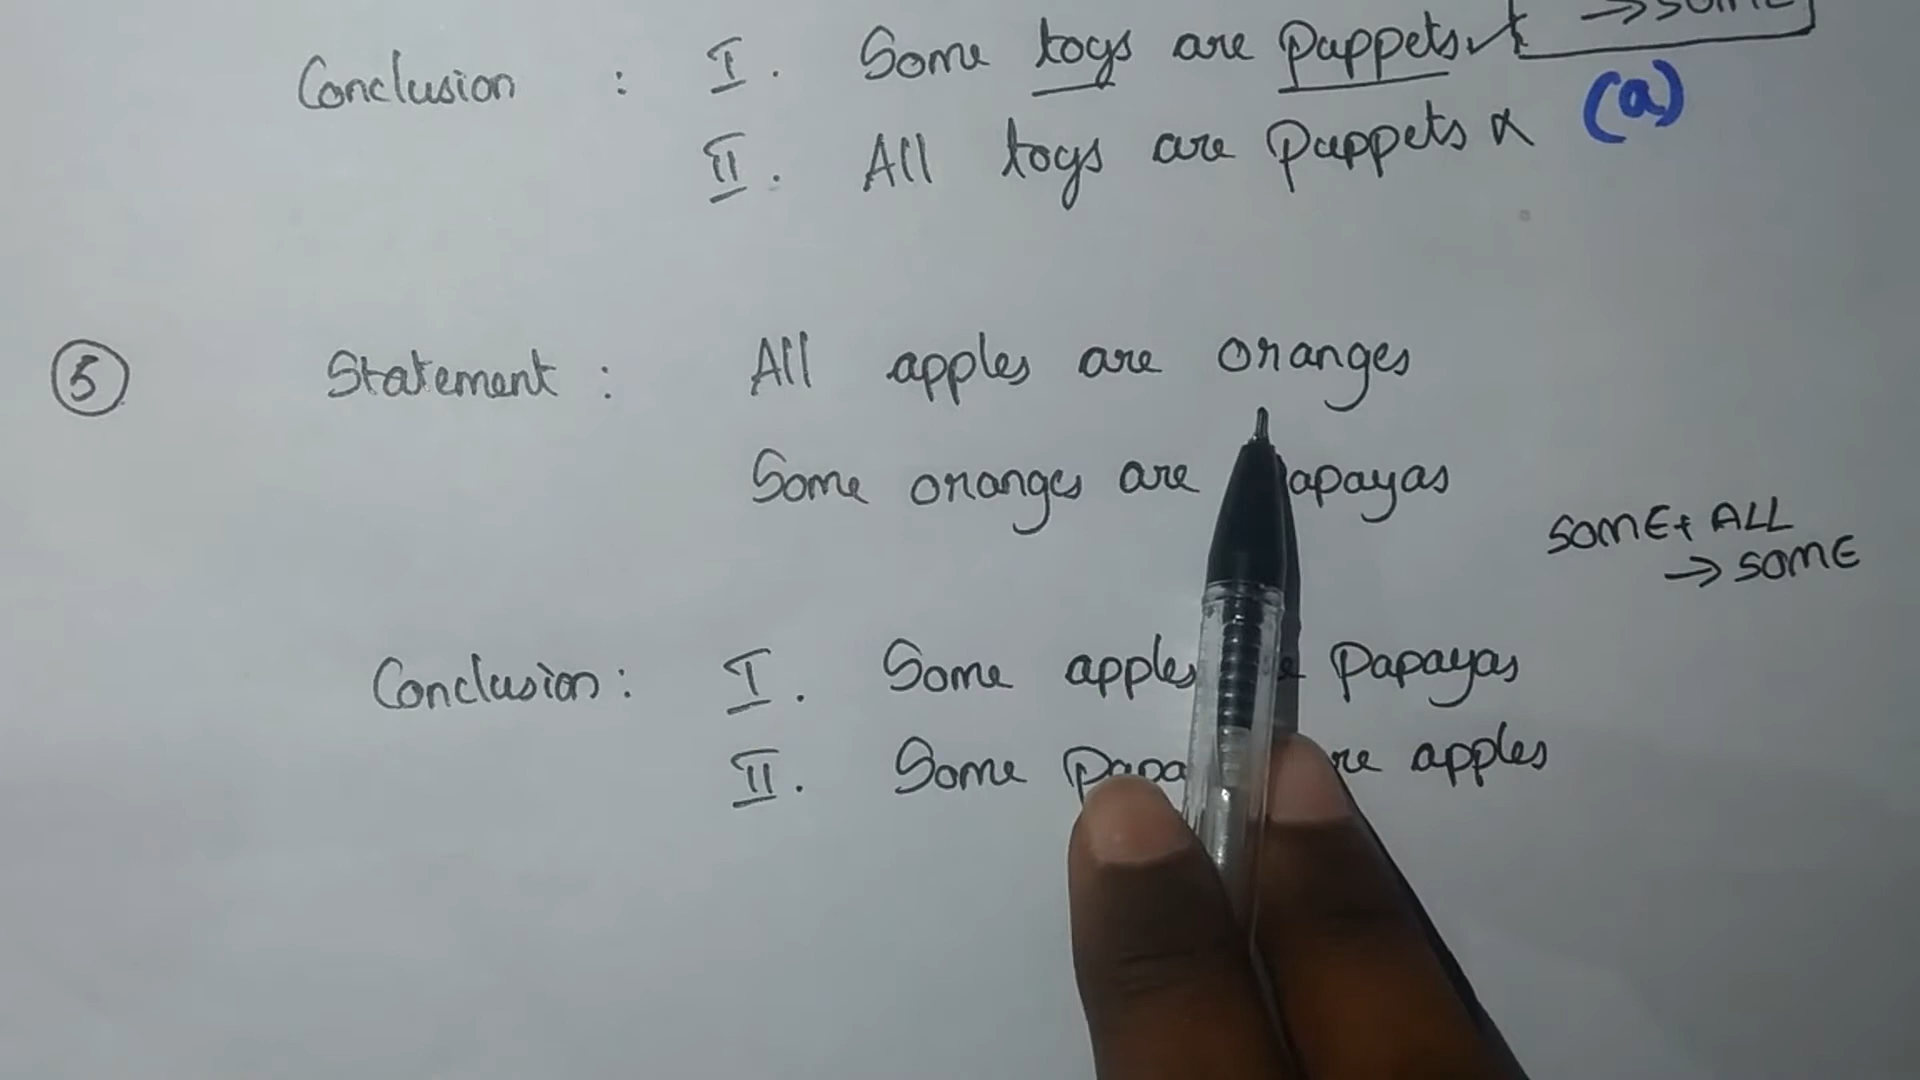 Conclusion : I. Some toys are puppets
(a)
II. All toys are puppets
5 Statement : All apples are oranges
Some oranges are papayas
SOME + ALL
→ SOME
Conclusion : I. Some apples papayas
II. Some apples